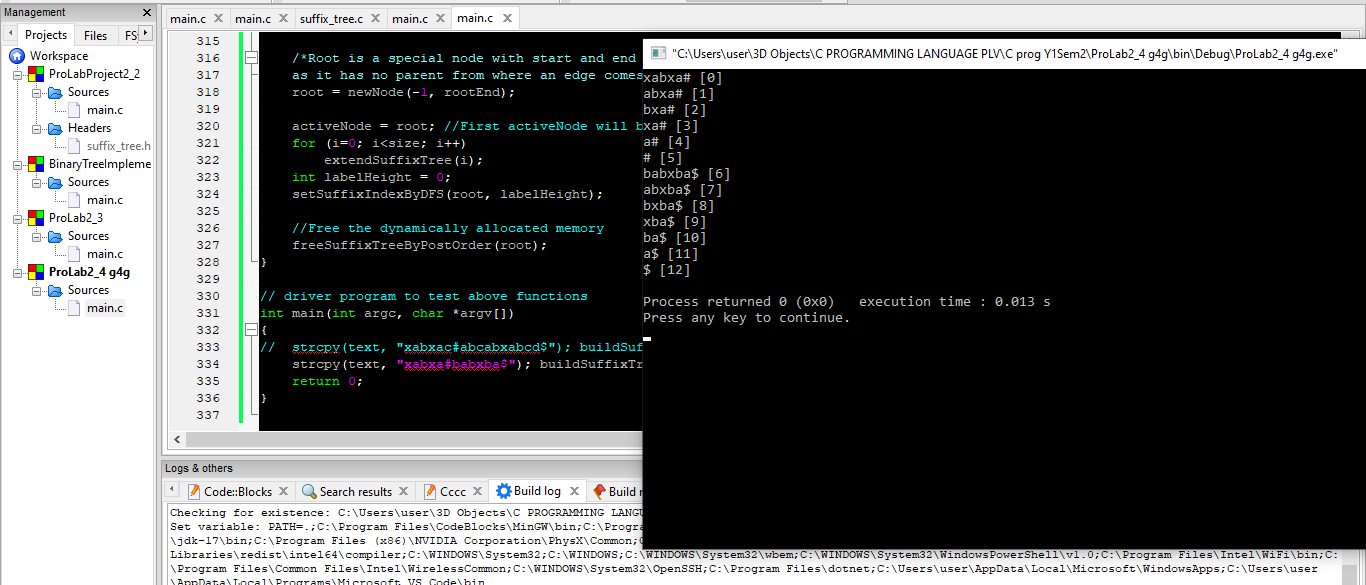 Management
Projects Files FS
Workspace
ProLabProject2_2
Sources
main.c
Headers
suffix_tree.h
BinaryTreeImpleme
Sources
main.c
ProLab2_3
Sources
main.c
ProLab2_4 g4g
Sources
main.c
main.c main.c suffix_tree.c main.c main.c
315
316 /*Root is a special node with start and end
317 as it has no parent from where an edge comes
318 root = newNode(-1, rootEnd);
319
320 activeNode = root; //First activeNode will b
321 for (i=0; i<size; i++)
322 extendSuffixTree(i);
323 int labelHeight = 0;
324 setSuffixIndexByDFS(root, labelHeight);
325
326 //Free the dynamically allocated memory
327 freeSuffixTreeByPostOrder(root);
328 }
329
330 // driver program to test above functions
331 int main(int argc, char *argv[])
332 {
333 // strcpy(text, "xabxac#abcabxabcd$"); buildSuf
334 strcpy(text, "xabxa#babxba$"); buildSuffixTr
335 return 0;
336 }
337
"C:\Users\user\3D Objects\C PROGRAMMING LANGUAGE PLV\C prog Y1Sem2\ProLab2_4 g4g\bin\Debug\ProLab2_4 g4g.exe"
xabxa# [0]
abxa# [1]
bxa# [2]
xa# [3]
a# [4]
# [5]
babxba$ [6]
abxba$ [7]
bxba$ [8]
xba$ [9]
ba$ [10]
a$ [11]
$ [12]
Process returned 0 (0x0) execution time : 0.013 s
Press any key to continue.
Logs & others
Code::Blocks Search results Cccc Build log Build
Checking for existence: C:\Users\user\3D Objects\C PROGRAMMING LANGU
Set variable: PATH=.;C:\Program Files\CodeBlocks\MinGW\bin;C:\Progra
\jdk-17\bin;C:\Program Files (x86)\NVIDIA Corporation\PhysX\Common;
Libraries\redist\intel64\compiler;C:\WINDOWS\System32;C:\WINDOWS;C:\WINDOWS\System32\wbem;C:\WINDOWS\System32\WindowsPowerShell\v1.0;C:\Program Files\Intel\WiFi\bin;C:
\Program Files\Common Files\Intel\WirelessCommon;C:\WINDOWS\System32\OpenSSH;C:\Program Files\dotnet;C:\Users\user\AppData\Local\Microsoft\WindowsApps;C:\Users\user
\AppData\Local\Programs\Microsoft VS Code\bin